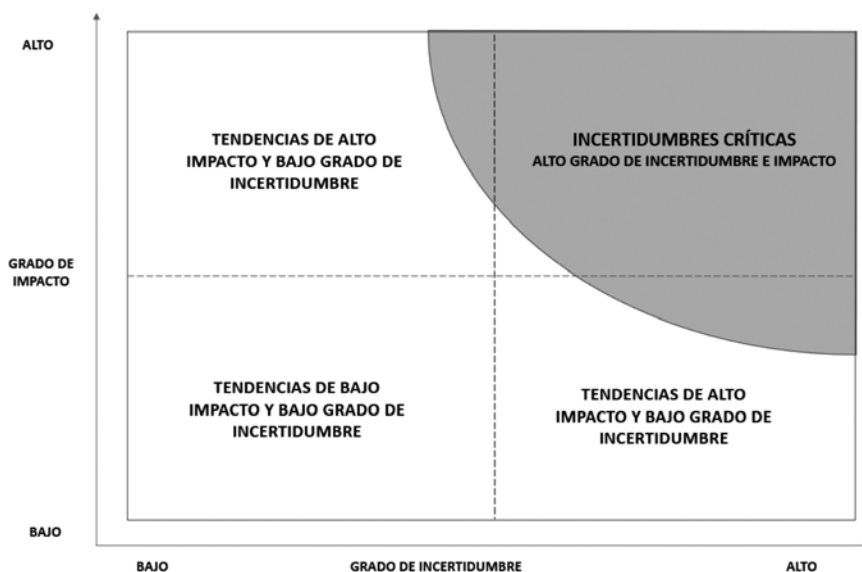 ALTO
TENDENCIAS DE ALTO
IMPACTO Y BAJO GRADO DE
INCERTIDUMBRE
INCERTIDUMBRES CRÍTICAS
ALTO GRADO DE INCERTIDUMBRE E IMPACTO
GRADO DE
IMPACTO
TENDENCIAS DE BAJO
IMPACTO Y BAJO GRADO DE
INCERTIDUMBRE
TENDENCIAS DE ALTO
IMPACTO Y BAJO GRADO DE
INCERTIDUMBRE
BAJO
BAJO
GRADO DE INCERTIDUMBRE
ALTO